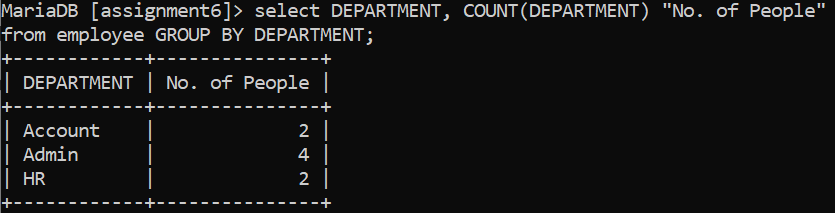 MariaDB [assignment6]> select DEPARTMENT, COUNT(DEPARTMENT) "No. of People"
from employee GROUP BY DEPARTMENT;
+------------+---------------+
| DEPARTMENT | No. of People |
+------------+---------------+
| Account    |             2 |
| Admin      |             4 |
| HR         |             2 |
+------------+---------------+